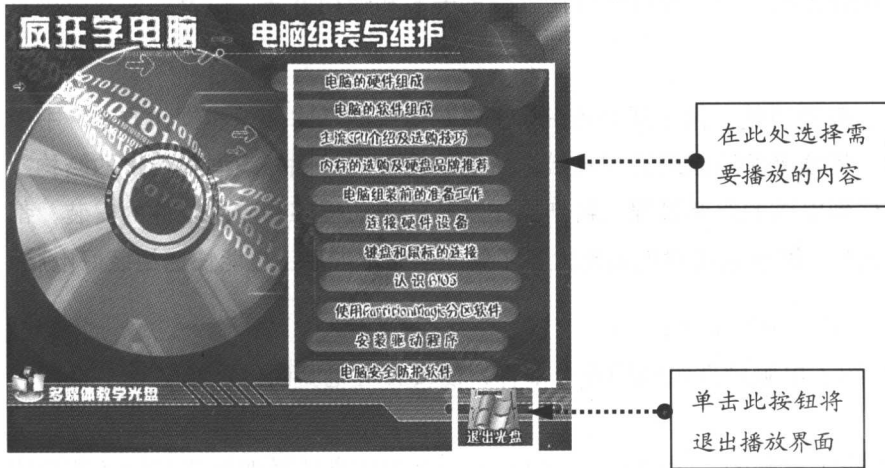 疯狂学电脑 电脑组装与维护
电脑的硬件组成
电脑的软件组成
主流CPU介绍及选购技巧
内存的选购及硬盘品牌推荐
电脑组装前的准备工作
连接硬件设备
键盘和鼠标的连接
认识BIOS
使用PartitionMagic分区软件
安装驱动程序
电脑安全防护软件
多媒体教学光盘
退出光盘
在此处选择需
要播放的内容
单击此按钮将
退出播放界面